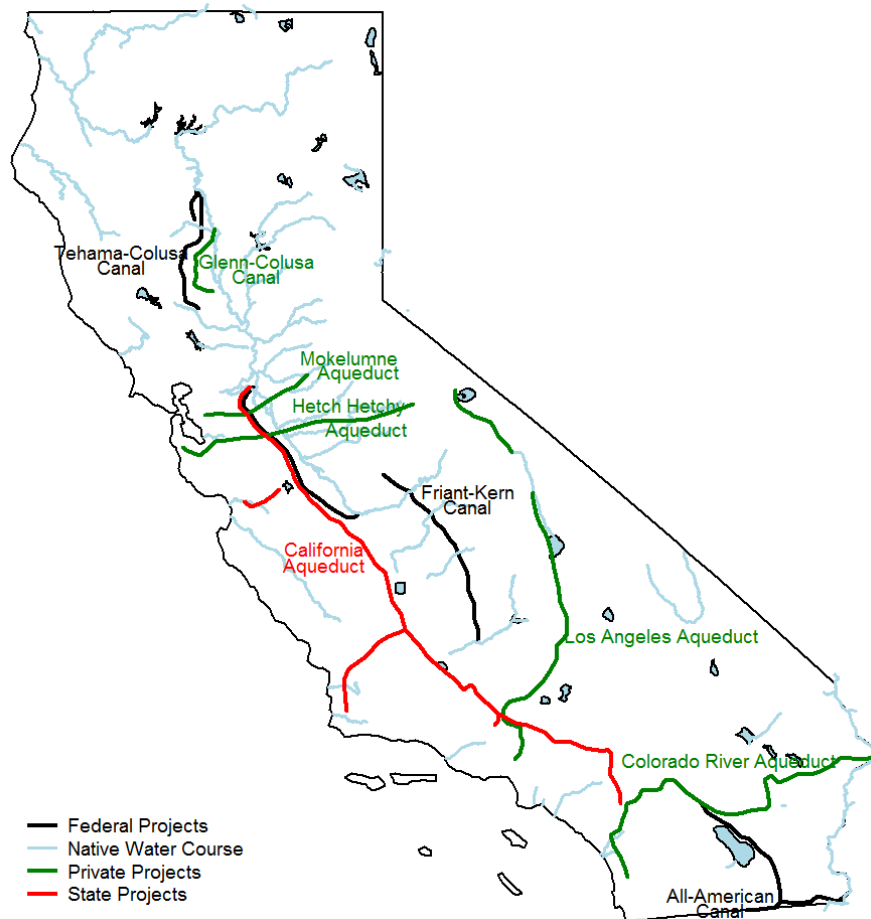 Tehama-Colusa
Canal
Glenn-Colusa
Canal
Mokelumne
Aqueduct
Hetch Hetchy
Aqueduct
Friant-Kern
Canal
California
Aqueduct
Los Angeles Aqueduct
Colorado River Aqueduct
All-American
Canal
Federal Projects
Native Water Course
Private Projects
State Projects